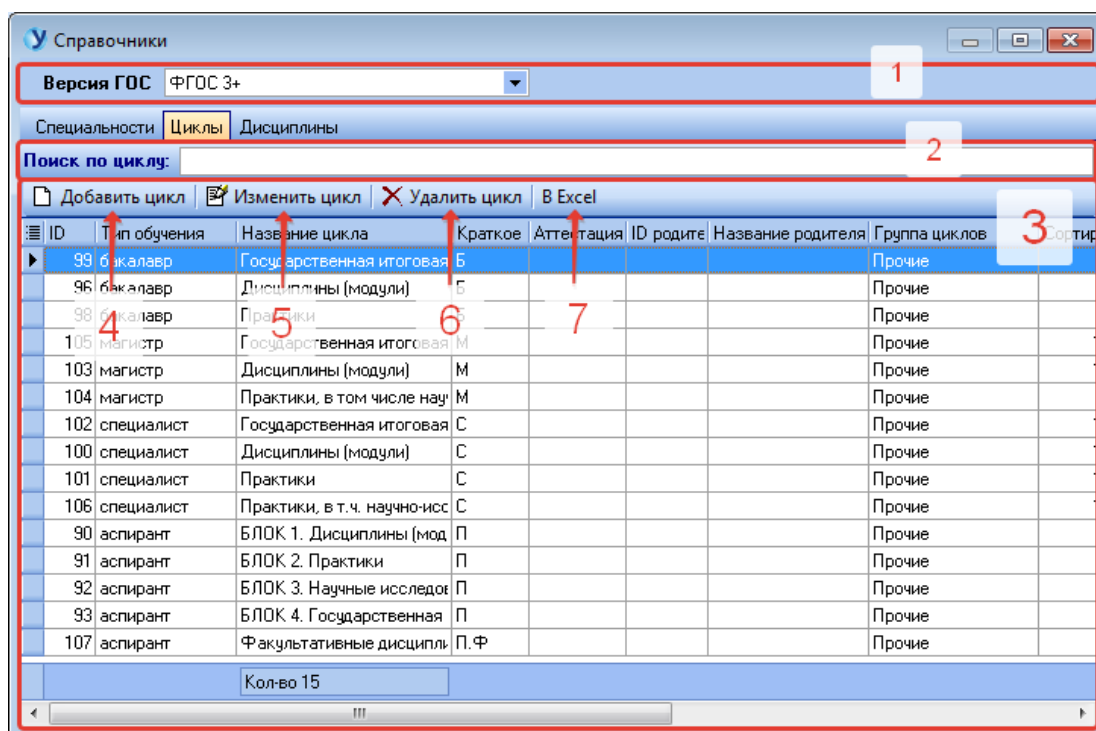 Справочники
Версия ГОС ФГОС 3+ 1
Специальности Циклы Дисциплины
2
Поиск по циклу:
Добавить цикл Изменить цикл Удалить цикл В Excel 3
ID Тип обучения Название цикла Краткое Аттестация ID родите Название родителя Группа циклов Сортир
99 бакалавр Государственная итоговая Б Прочие
96 бакалавр Дисциплины (модули) Б Прочие
98 бакалавр Практики Б Прочие
4 5 6 7
105 магистр Государственная итоговая М Прочие
103 магистр Дисциплины (модули) М Прочие
104 магистр Практики, в том числе нау М Прочие
102 специалист Государственная итоговая С Прочие
100 специалист Дисциплины (модули) С Прочие
101 специалист Практики С Прочие
106 специалист Практики, в т.ч. научно-исс С Прочие
90 аспирант БЛОК 1. Дисциплины (мод П Прочие
91 аспирант БЛОК 2. Практики П Прочие
92 аспирант БЛОК 3. Научные исследов П Прочие
93 аспирант БЛОК 4. Государственная П Прочие
107 аспирант Факультативные дисципли П.Ф Прочие
Кол-во 15